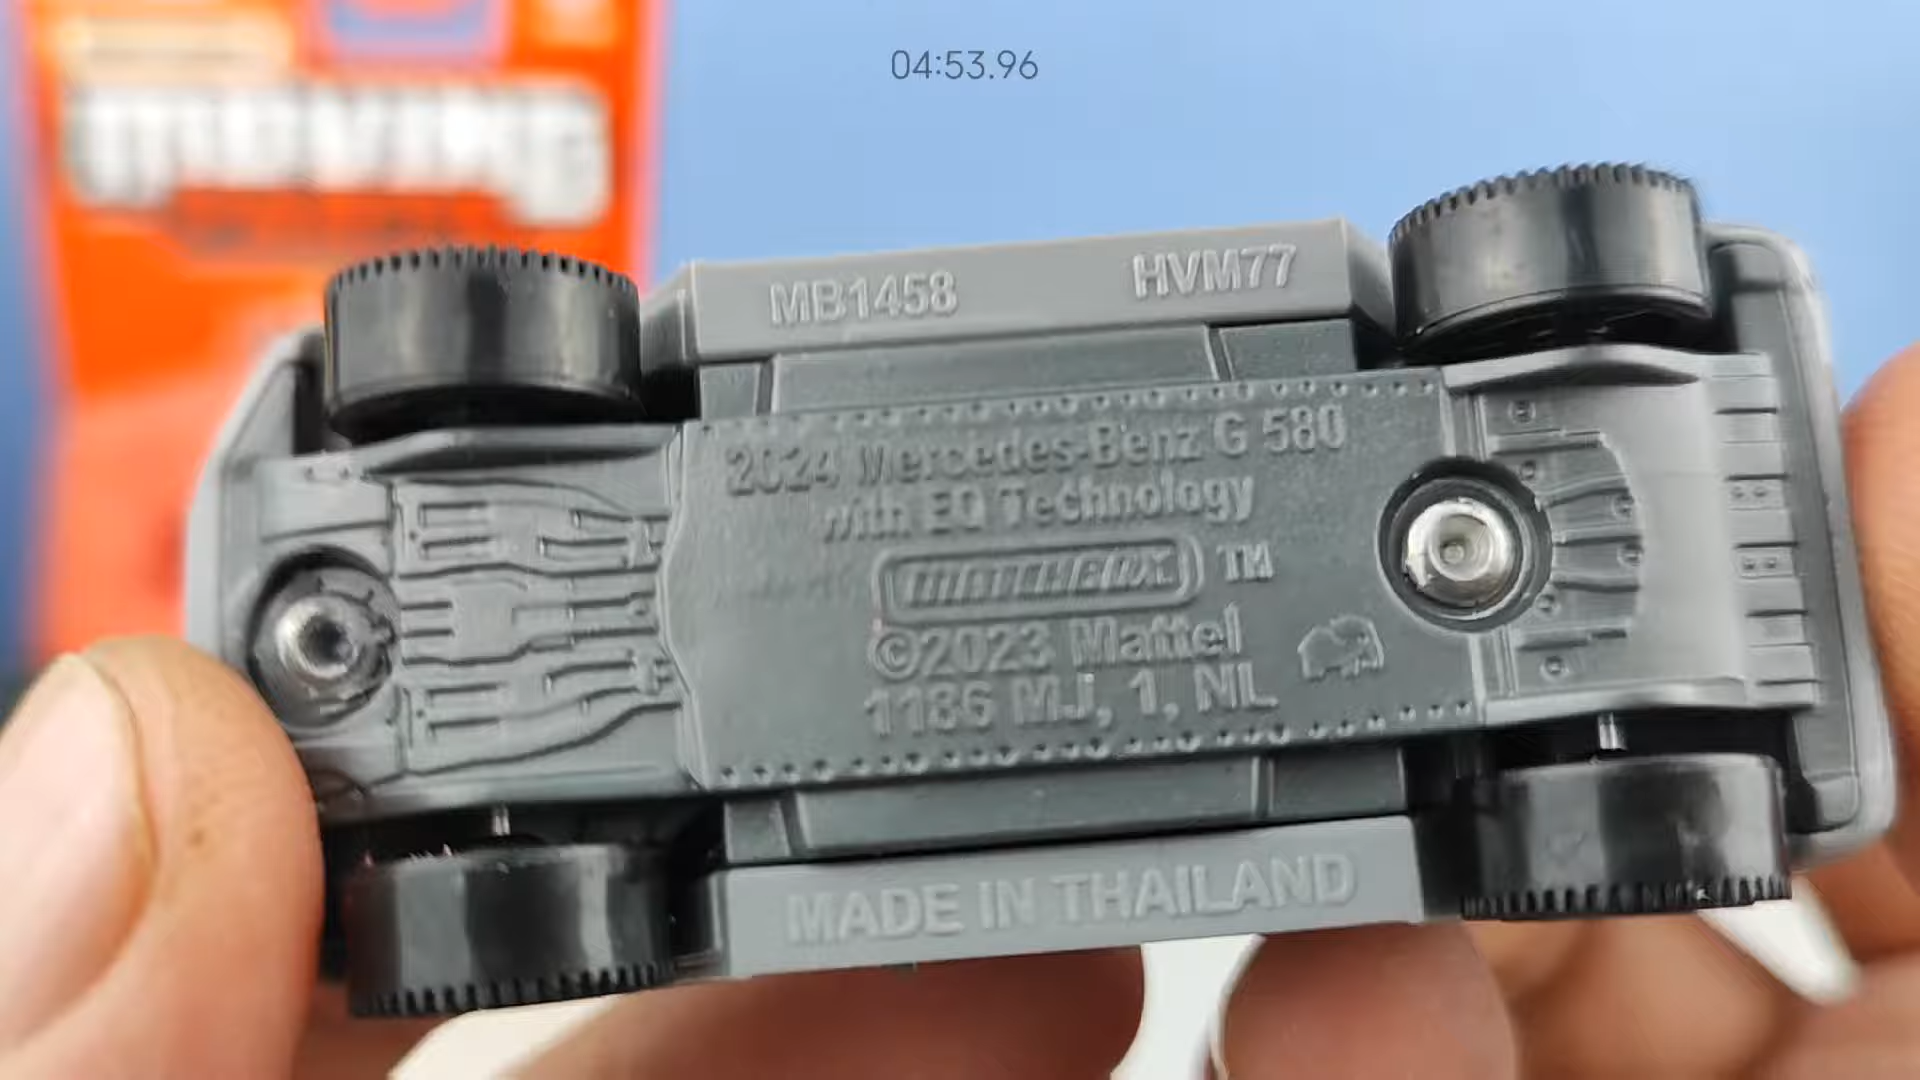 04:53.96
MOVING
MB1458
HVM77
2024 Mercedes-Benz G 580
with EQ Technology
MATCHBOX TM
©2023 Mattel
1186 MJ, 1, NL
MADE IN THAILAND